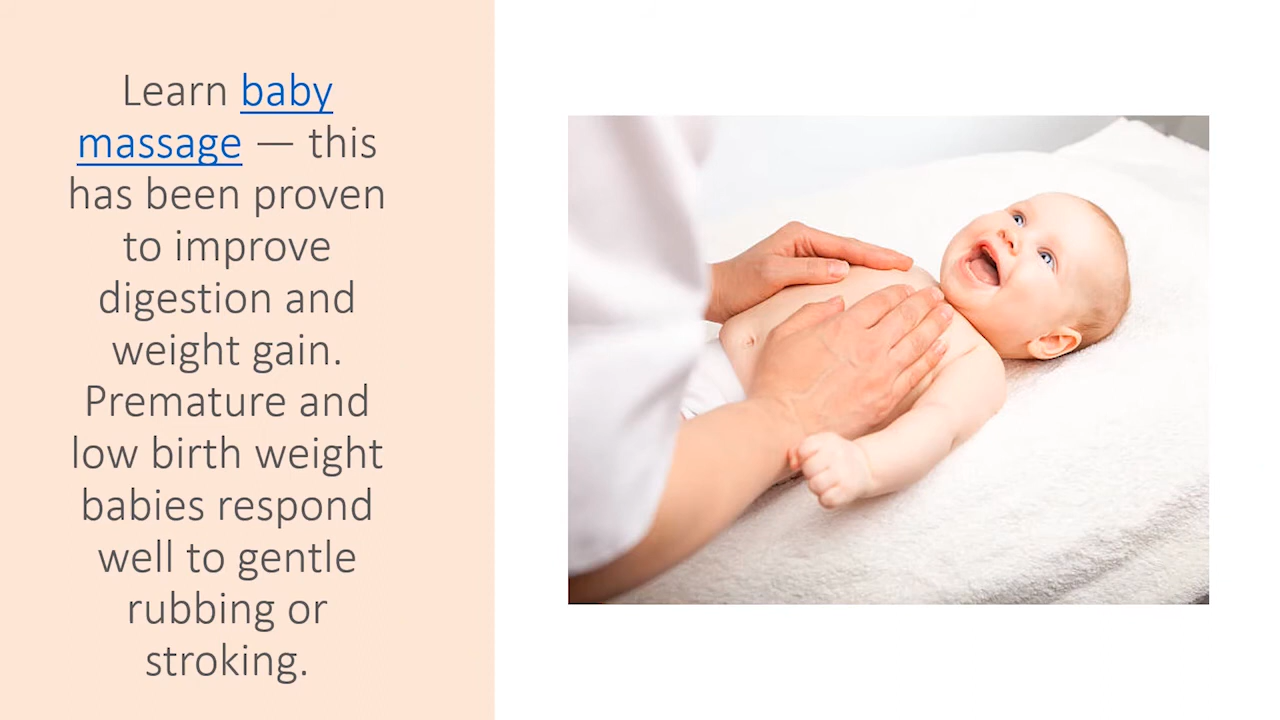 Learn baby
massage — this
has been proven
to improve
digestion and
weight gain.
Premature and
low birth weight
babies respond
well to gentle
rubbing or
stroking.